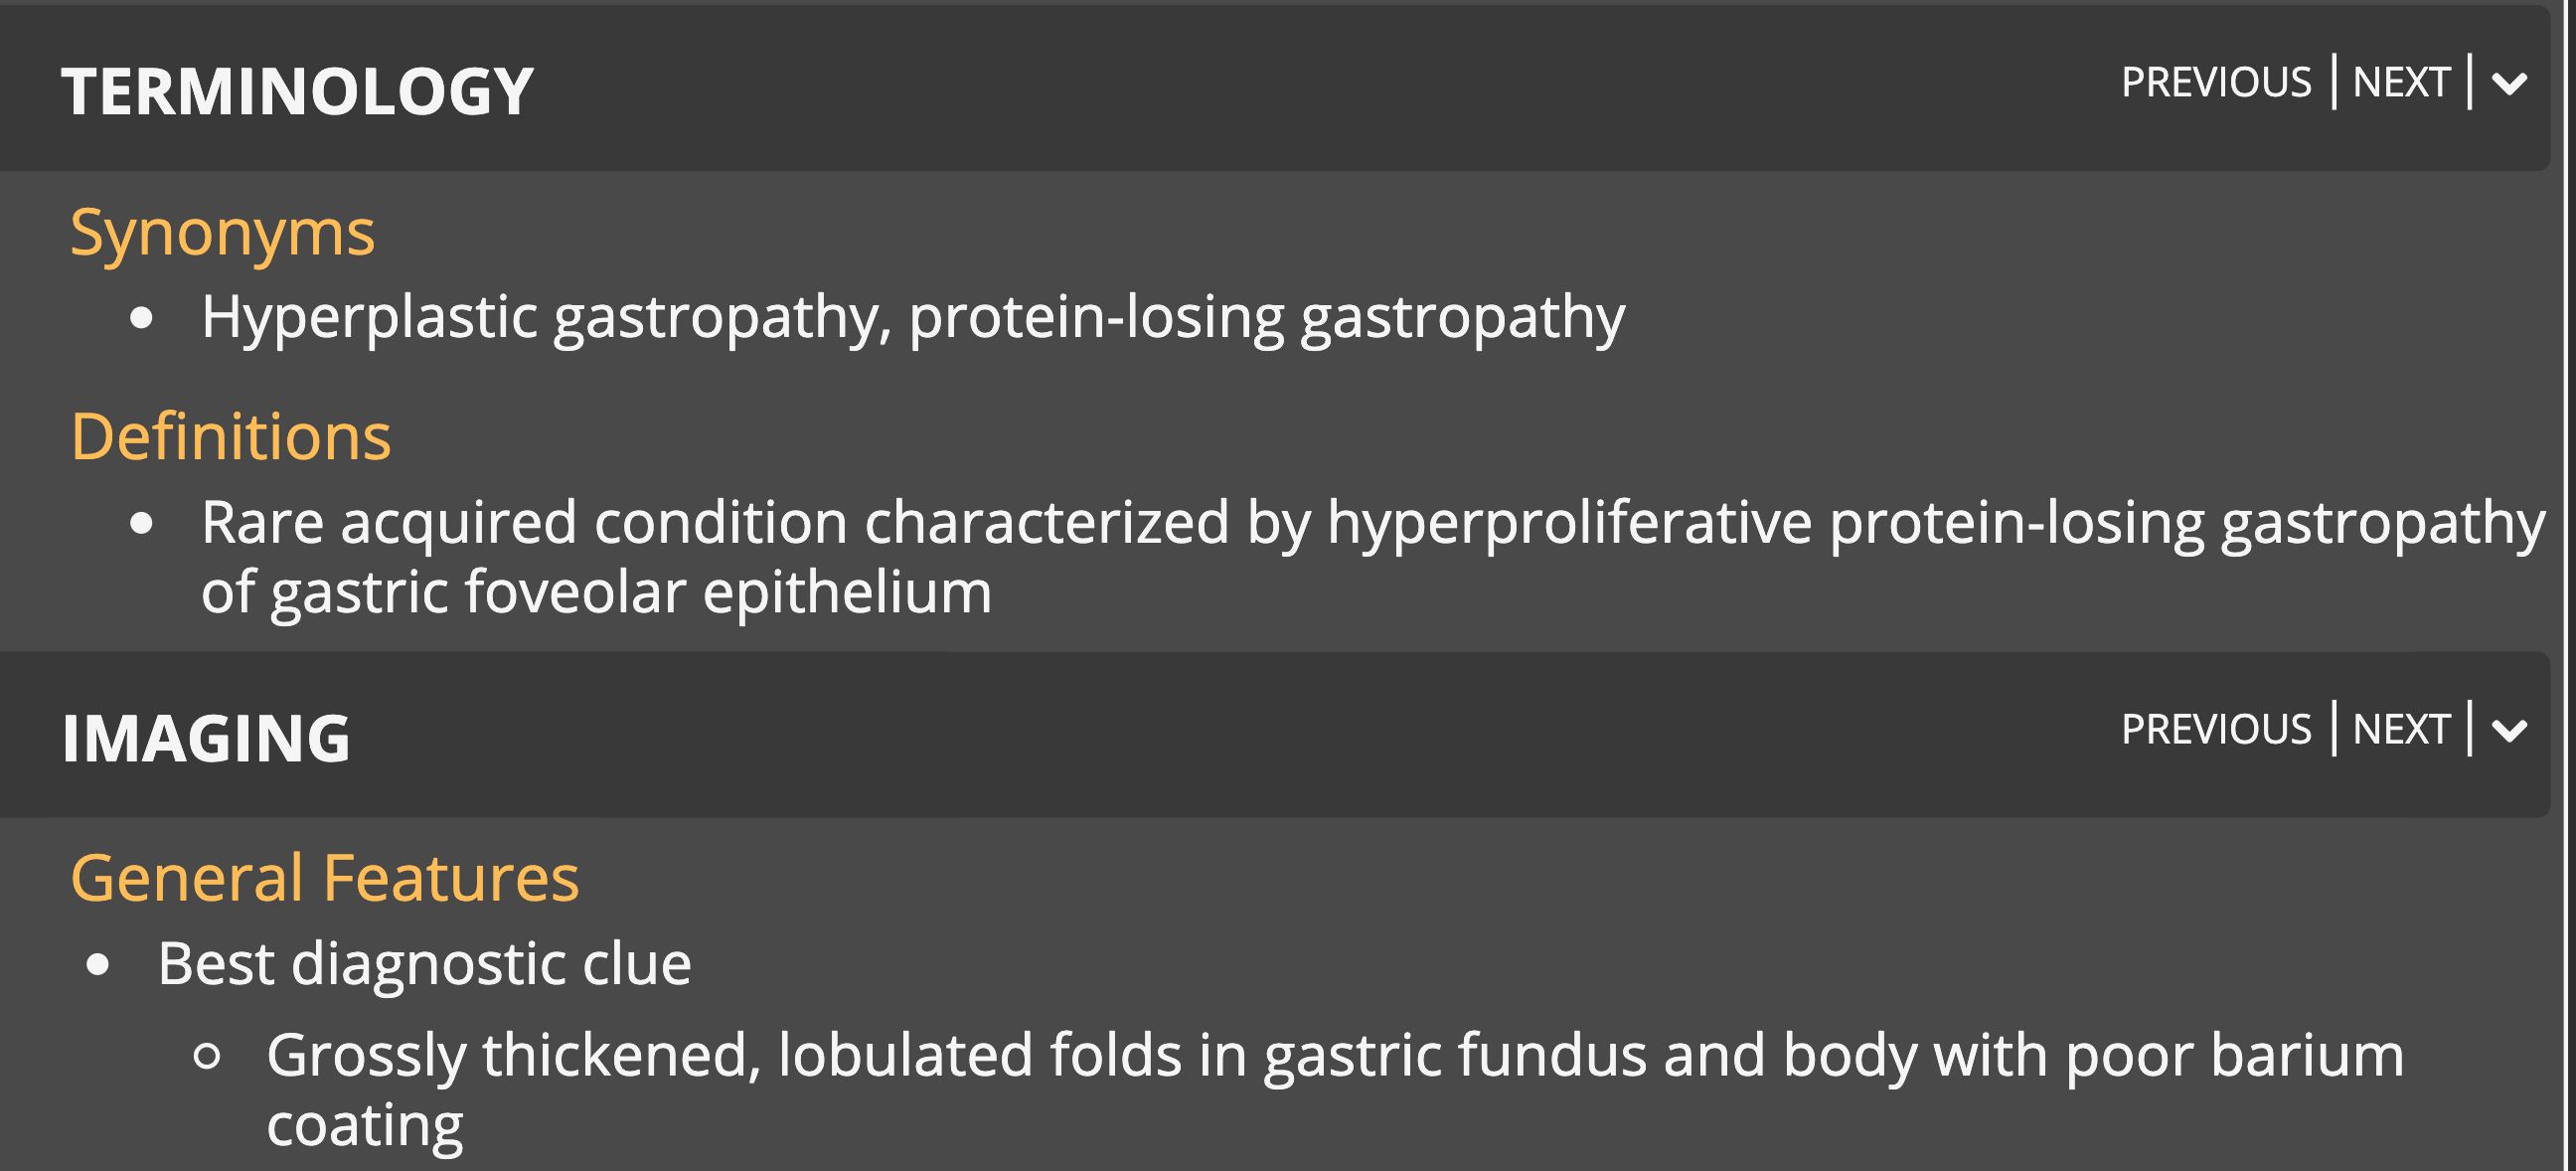 TERMINOLOGY
PREVIOUS | NEXT |
Synonyms
• Hyperplastic gastropathy, protein-losing gastropathy
Definitions
• Rare acquired condition characterized by hyperproliferative protein-losing gastropathy
of gastric foveolar epithelium
IMAGING
PREVIOUS | NEXT |
General Features
• Best diagnostic clue
○ Grossly thickened, lobulated folds in gastric fundus and body with poor barium
coating